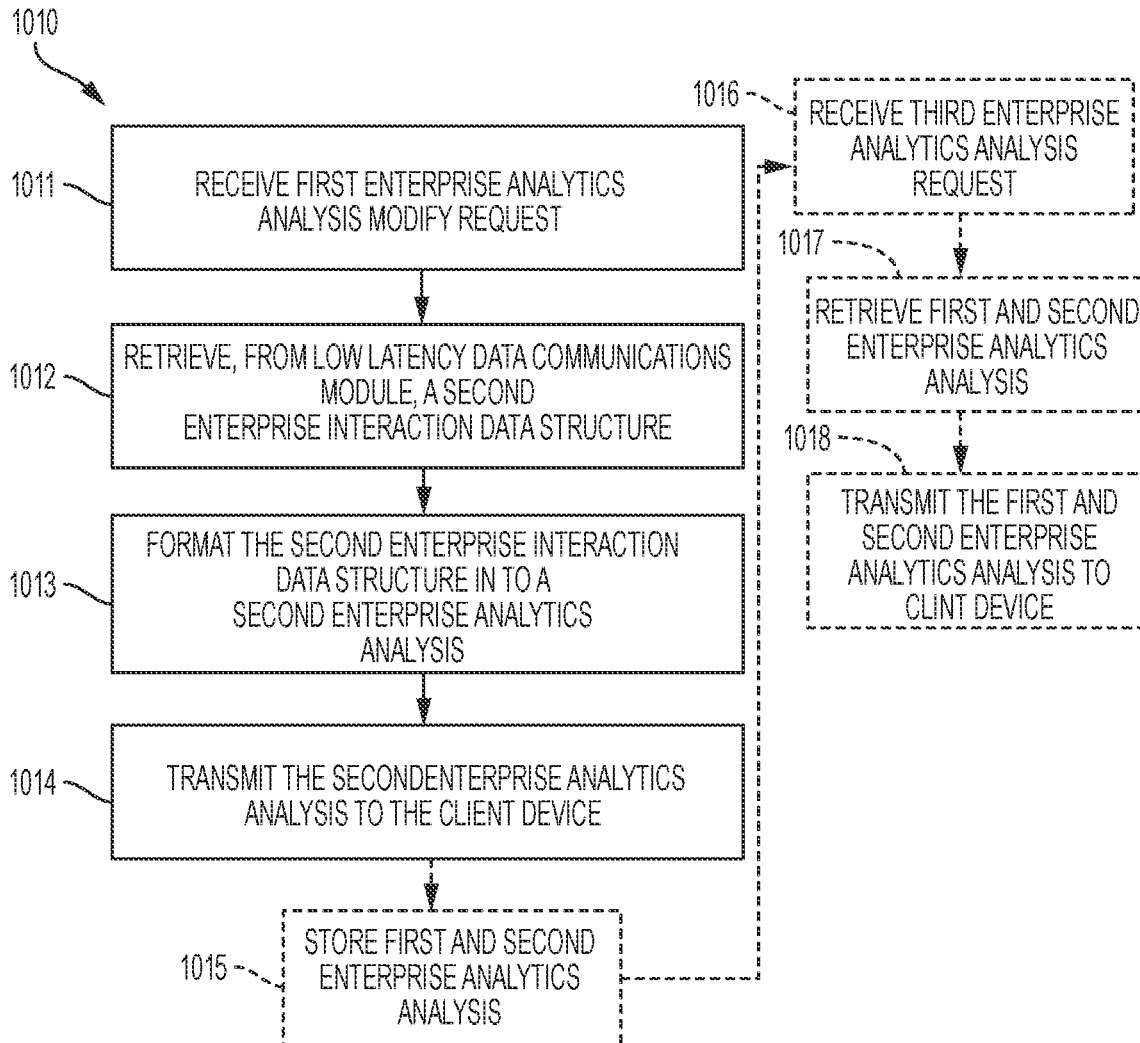 1010
1011
RECEIVE FIRST ENTERPRISE ANALYTICS
ANALYSIS MODIFY REQUEST
1012
RETRIEVE, FROM LOW LATENCY DATA COMMUNICATIONS
MODULE, A SECOND
ENTERPRISE INTERACTION DATA STRUCTURE
1013
FORMAT THE SECOND ENTERPRISE INTERACTION
DATA STRUCTURE IN TO A
SECOND ENTERPRISE ANALYTICS
ANALYSIS
1014
TRANSMIT THE SECONDENTERPRISE ANALYTICS
ANALYSIS TO THE CLIENT DEVICE
1015
STORE FIRST AND SECOND
ENTERPRISE ANALYTICS
ANALYSIS
1016
RECEIVE THIRD ENTERPRISE
ANALYTICS ANALYSIS
REQUEST
1017
RETRIEVE FIRST AND SECOND
ENTERPRISE ANALYTICS
ANALYSIS
1018
TRANSMIT THE FIRST AND
SECOND ENTERPRISE
ANALYTICS ANALYSIS TO
CLINT DEVICE